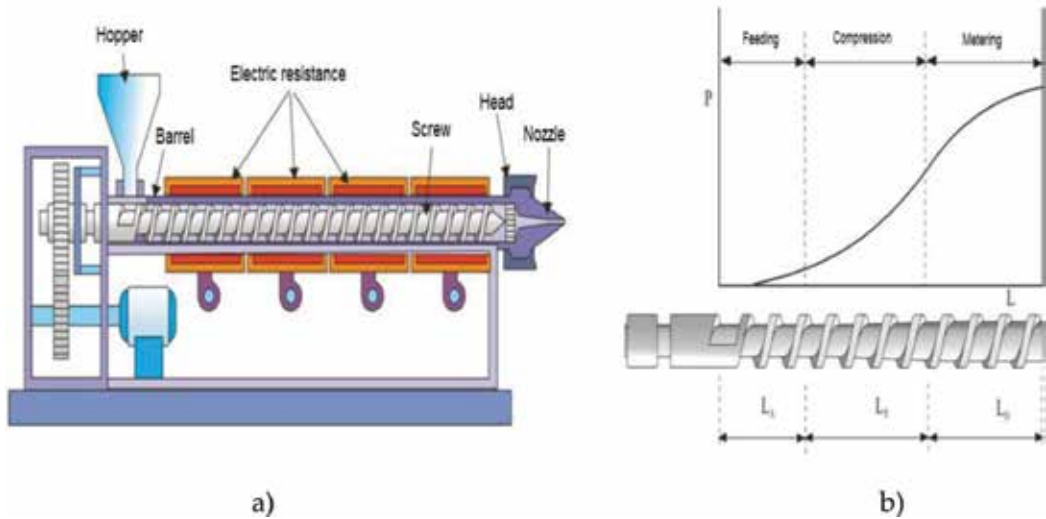 Hopper
Electric resistance
Head
Barrel
Screw
Nozzle
a)
Feeding Compression Metering
P
L
b)